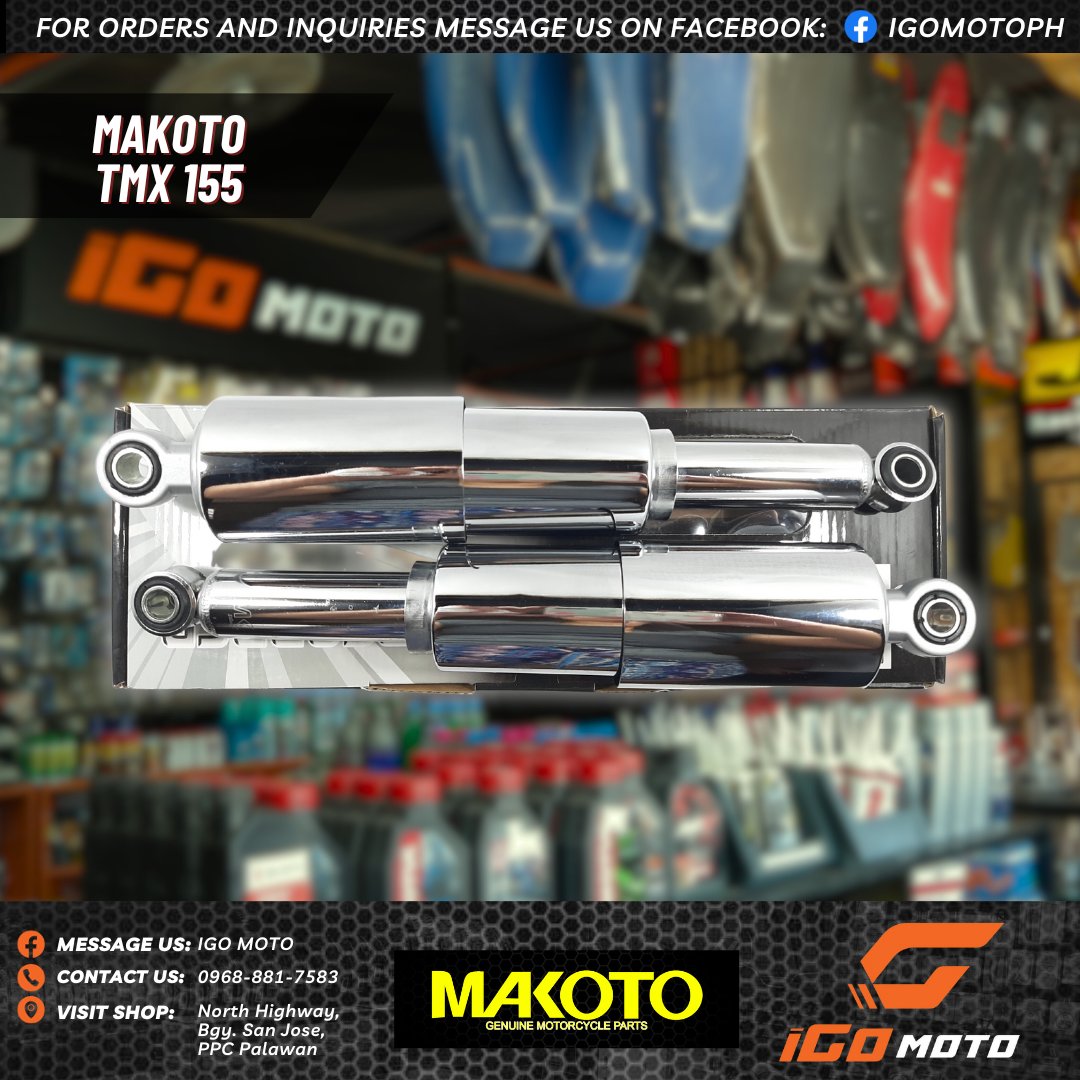 FOR ORDERS AND INQUIRIES MESSAGE US ON FACEBOOK: IGOMOTOPH
MAKOTO
TMX 155
iGO MOTO
MESSAGE US: IGO MOTO
CONTACT US: 0968-881-7583
VISIT SHOP: North Highway,
Bgy. San Jose,
PPC Palawan
MAKOTO
GENUINE MOTORCYCLE PARTS
iGO MOTO